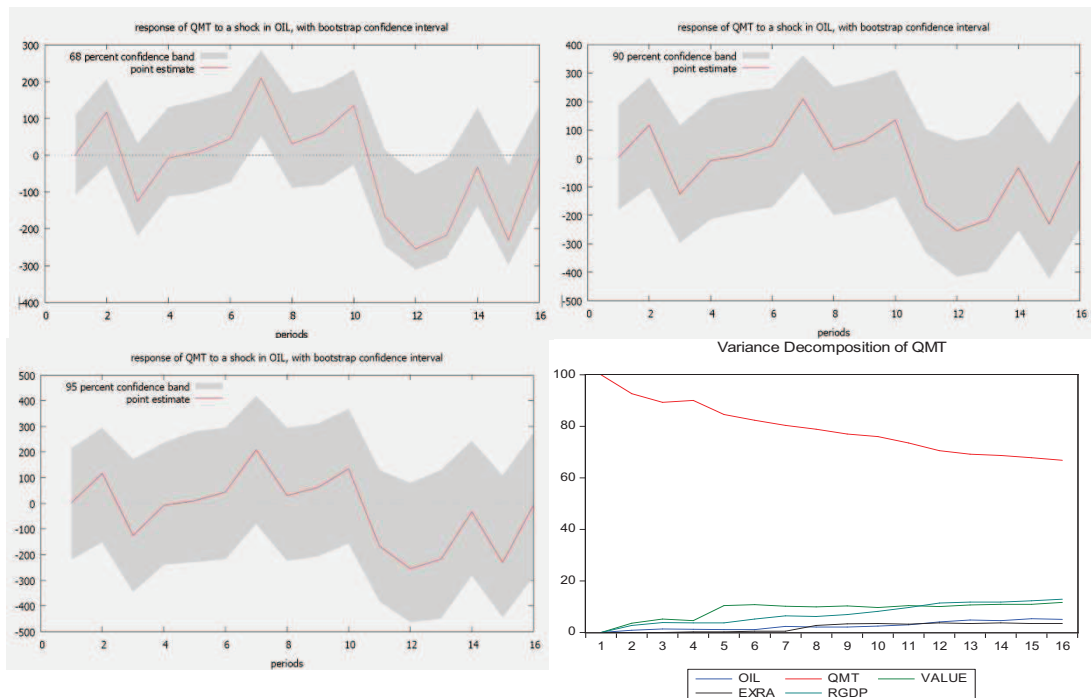 response of QMT to a shock in OIL, with bootstrap confidence interval
68 percent confidence band
point estimate
300
200
100
0
-100
-200
-300
-400
0 2 4 6 8 10 12 14 16
periods
response of QMT to a shock in OIL, with bootstrap confidence interval
90 percent confidence band
point estimate
400
300
200
100
0
-100
-200
-300
-400
-500
0 2 4 6 8 10 12 14 16
periods
response of QMT to a shock in OIL, with bootstrap confidence interval
95 percent confidence band
point estimate
500
400
300
200
100
0
-100
-200
-300
-400
-500
0 2 4 6 8 10 12 14 16
periods
Variance Decomposition of QMT
100
80
60
40
20
0
1 2 3 4 5 6 7 8 9 10 11 12 13 14 15 16
OIL QMT VALUE
EXRA RGDP